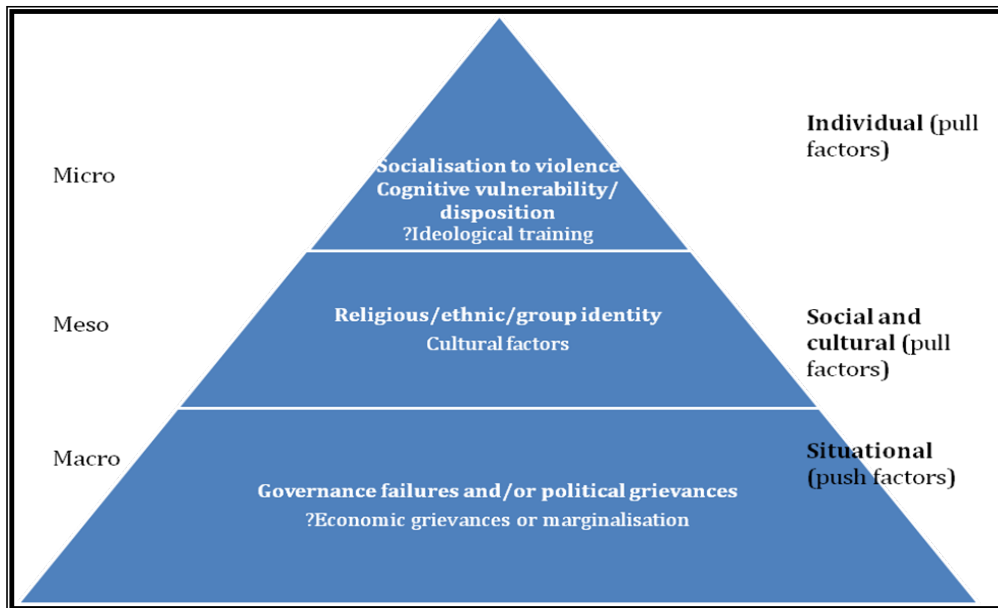 Micro
Socialisation to violence
Cognitive vulnerability/
disposition
?Ideological training
Individual (pull
factors)
Meso
Religious/ethnic/group identity
Cultural factors
Social and
cultural (pull
factors)
Macro
Governance failures and/or political grievances
?Economic grievances or marginalisation
Situational
(push factors)